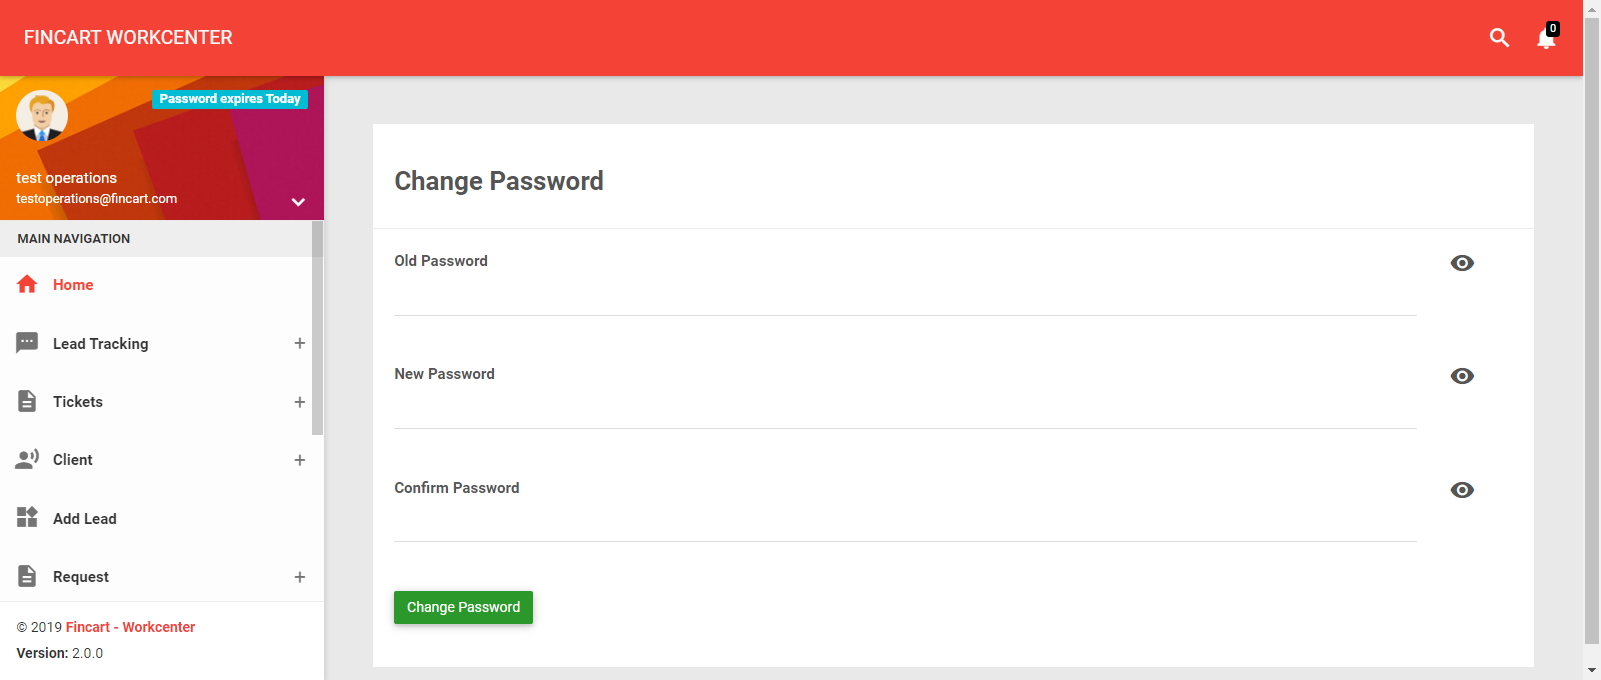 FINCART WORKCENTER
0
Password expires Today
test operations
testoperations@fincart.com
MAIN NAVIGATION
Home
Lead Tracking +
Tickets +
Client +
Add Lead
Request +
© 2019 Fincart - Workcenter
Version: 2.0.0
Change Password
Old Password
New Password
Confirm Password
Change Password